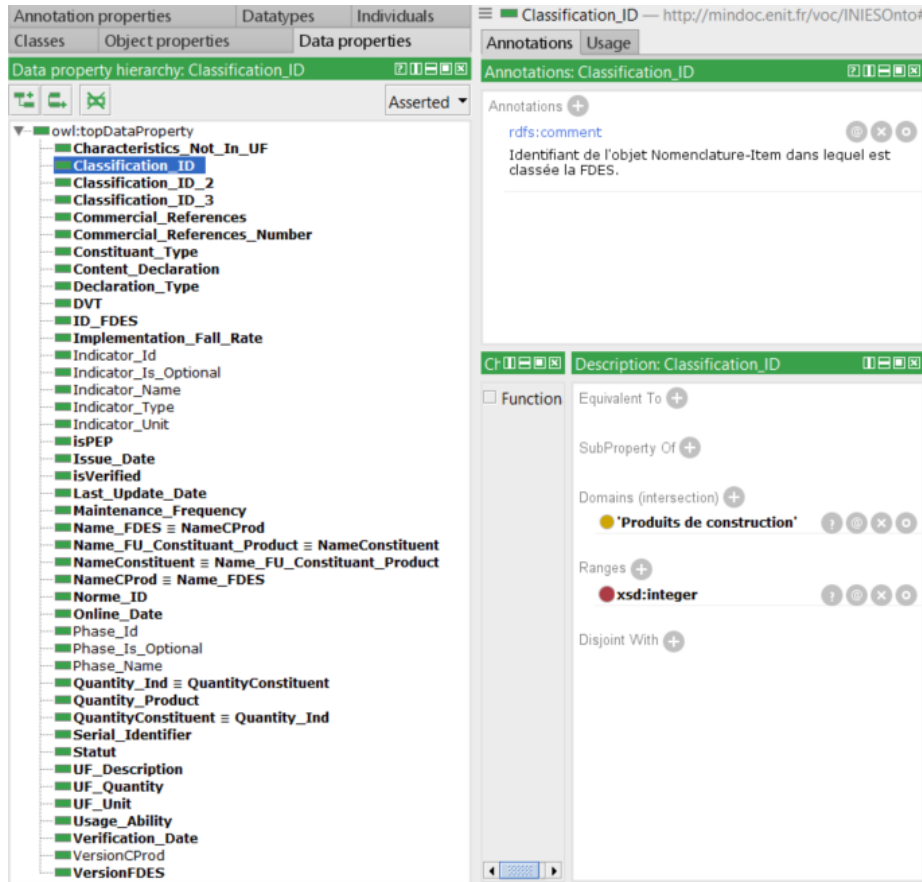 Annotation properties Datatypes Individuals
Classes Object properties Data properties
Data property hierarchy: Classification_ID
Asserted
owl:topDataProperty
Characteristics_Not_In_UF
Classification_ID
Classification_ID_2
Classification_ID_3
Commercial_References
Commercial_References_Number
Constituant_Type
Content_Declaration
Declaration_Type
DVT
ID_FDES
Implementation_Fall_Rate
Indicator_Id
Indicator_Is_Optional
Indicator_Name
Indicator_Type
Indicator_Unit
isPEP
Issue_Date
isVerified
Last_Update_Date
Maintenance_Frequency
Name_FDES ≡ NameCProd
Name_FU_Constituant_Product ≡ NameConstituent
NameConstituent ≡ Name_FU_Constituant_Product
NameCProd ≡ Name_FDES
Norme_ID
Online_Date
Phase_Id
Phase_Is_Optional
Phase_Name
Quantity_Ind ≡ QuantityConstituent
Quantity_Product
QuantityConstituent ≡ Quantity_Ind
Serial_Identifier
Statut
UF_Description
UF_Quantity
UF_Unit
Usage_Ability
Verification_Date
VersionCProd
VersionFDES
Classification_ID — http://mindoc.enit.fr/voc/INIESOnto#
Annotations Usage
Annotations: Classification_ID
Annotations
rdfs:comment
Identifiant de l'objet Nomenclature-Item dans lequel est
classée la FDES.
Ch
Function
Description: Classification_ID
Equivalent To
SubProperty Of
Domains (intersection)
'Produits de construction'
Ranges
xsd:integer
Disjoint With